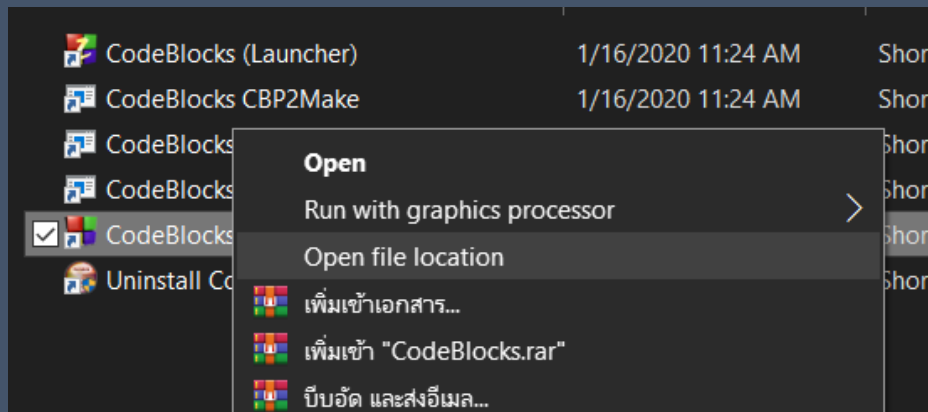 CodeBlocks (Launcher) 1/16/2020 11:24 AM Shor
CodeBlocks CBP2Make 1/16/2020 11:24 AM Shor
CodeBlocks Shor
CodeBlocks Shor
CodeBlocks Shor
Uninstall Co Shor
Open
Run with graphics processor
Open file location
เพิ่มเข้าเอกสาร...
เพิ่มเข้า "CodeBlocks.rar"
บีบอัด และส่งอีเมล...